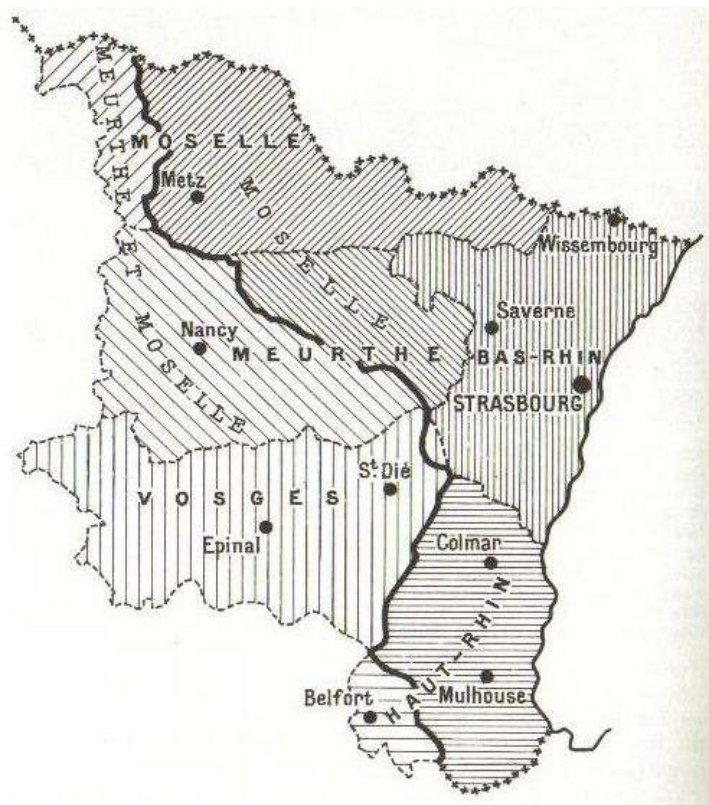 MEURTHE ET MOSELLE
MOSELLE
Metz
MOSELLE
Wissembourg
Saverne
Nancy
MEURTHE
BAS-RHIN
STRASBOURG
St Dié
VOSGES
Epinal
Colmar
HAUT-RHIN
Belfort
Mulhouse